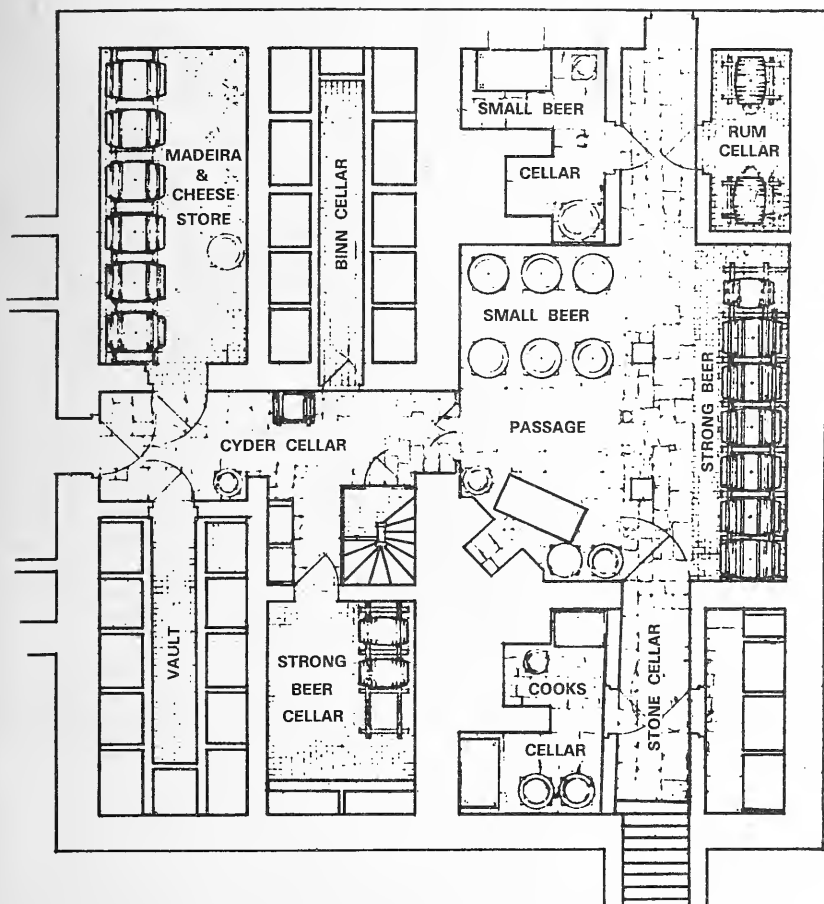 SMALL BEER
CELLAR
RUM
CELLAR
MADEIRA
&
CHEESE
STORE
BINN CELLAR
SMALL BEER
PASSAGE
STRONG BEER
CYDER CELLAR
VAULT
STRONG
BEER
CELLAR
COOKS
CELLAR
STONE CELLAR